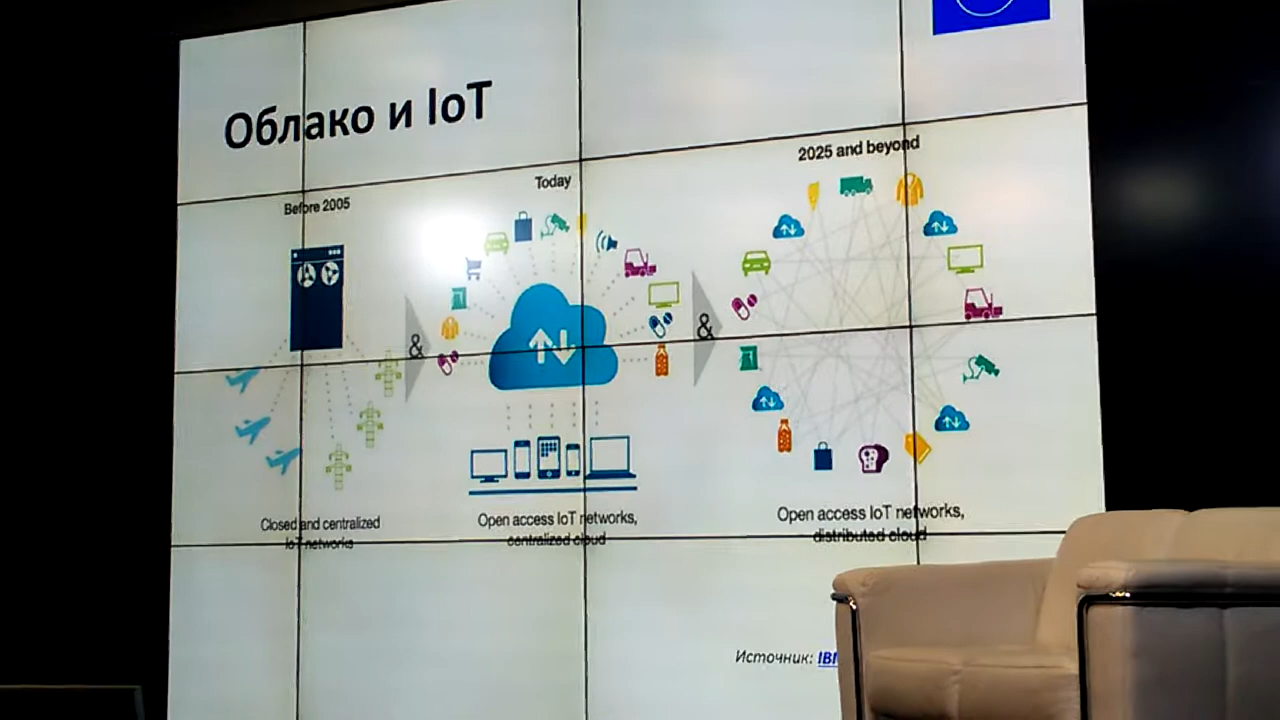 Облако и IoT
Before 2005
Today
2025 and beyond
&
&
Closed and centralized
IoT networks
Open access IoT networks,
centralized cloud
Open access IoT networks,
distributed cloud
Источник: